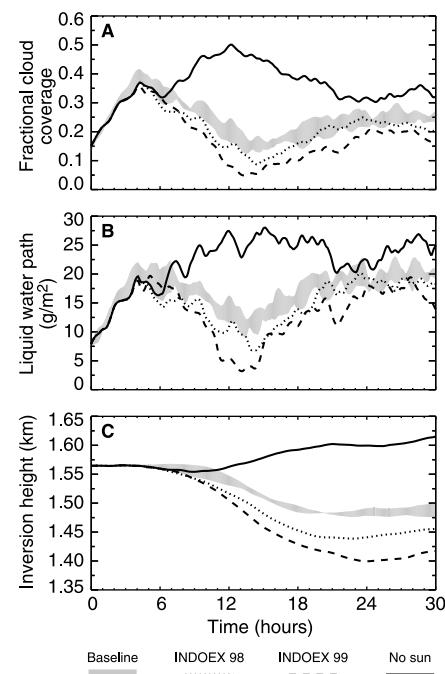 A
0.6
0.5
0.4
0.3
0.2
0.1
0.0
Fractional cloud
coverage
B
30
25
20
15
10
5
0
Liquid water path
(g/m²)
C
1.65
1.60
1.55
1.50
1.45
1.40
1.35
Inversion height (km)
0 6 12 18 24 30
Time (hours)
Baseline INDOEX 98 INDOEX 99 No sun